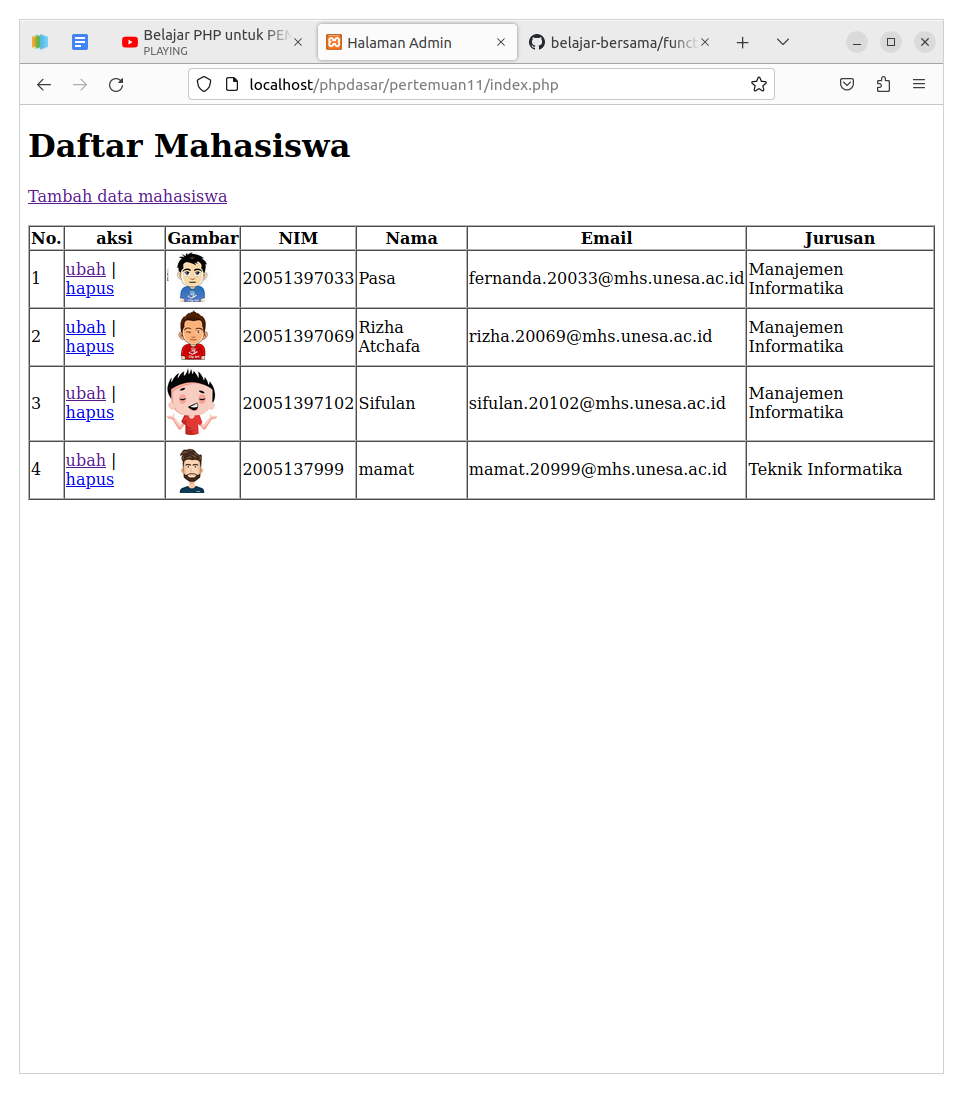 Belajar PHP untuk PEM
PLAYING
Halaman Admin
belajar-bersama/funct
localhost/phpdasar/pertemuan11/index.php
Daftar Mahasiswa
Tambah data mahasiswa
No. aksi Gambar NIM Nama Email Jurusan
1 ubah | hapus 20051397033 Pasa fernanda.20033@mhs.unesa.ac.id Manajemen Informatika
2 ubah | hapus 20051397069 Rizha Atchafa rizha.20069@mhs.unesa.ac.id Manajemen Informatika
3 ubah | hapus 20051397102 Sifulan sifulan.20102@mhs.unesa.ac.id Manajemen Informatika
4 ubah | hapus 2005137999 mamat mamat.20999@mhs.unesa.ac.id Teknik Informatika